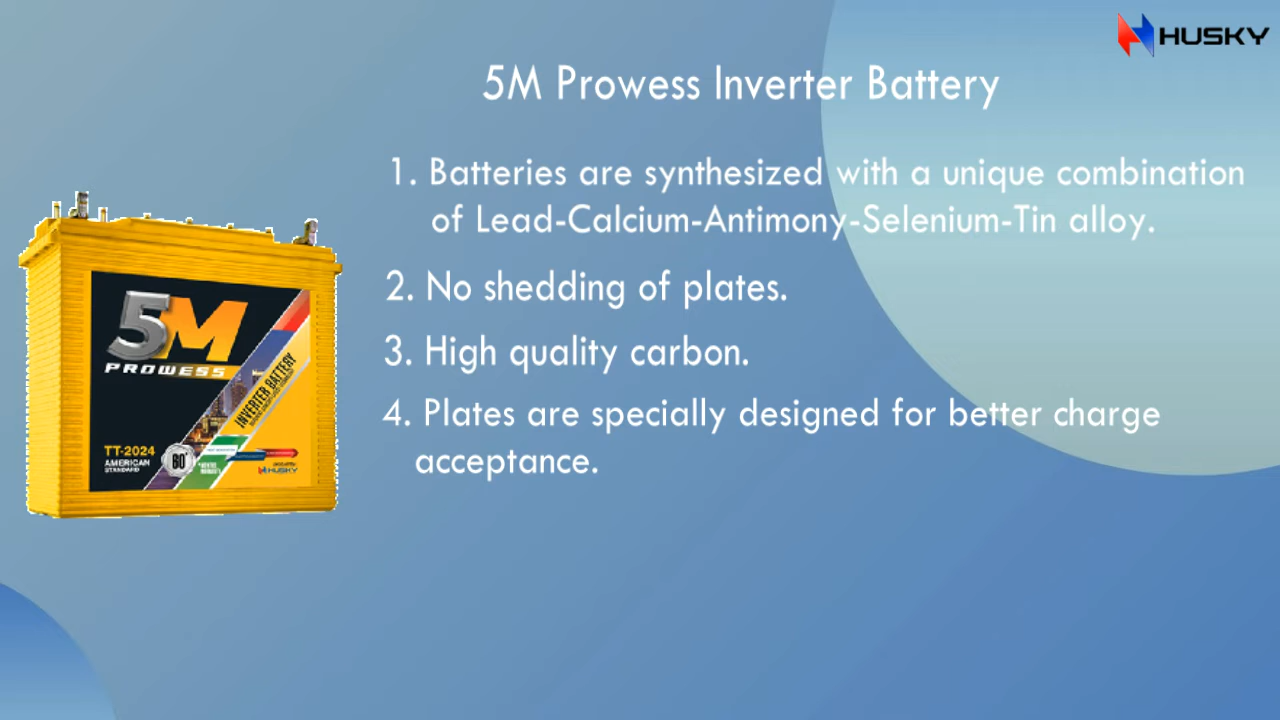 HUSKY
5M Prowess Inverter Battery
1. Batteries are synthesized with a unique combination
of Lead-Calcium-Antimony-Selenium-Tin alloy.
2. No shedding of plates.
3. High quality carbon.
4. Plates are specially designed for better charge
acceptance.
5M
PROWESS
INVERTER BATTERY
TT-2024
AMERICAN
STANDARD
60
HUSKY